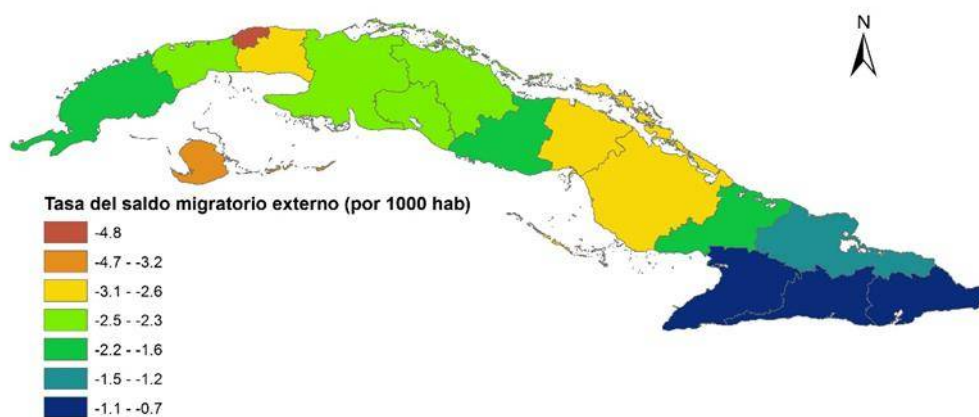 N
Tasa del saldo migratorio externo (por 1000 hab)
-4.8
-4.7 - -3.2
-3.1 - -2.6
-2.5 - -2.3
-2.2 - -1.6
-1.5 - -1.2
-1.1 - -0.7